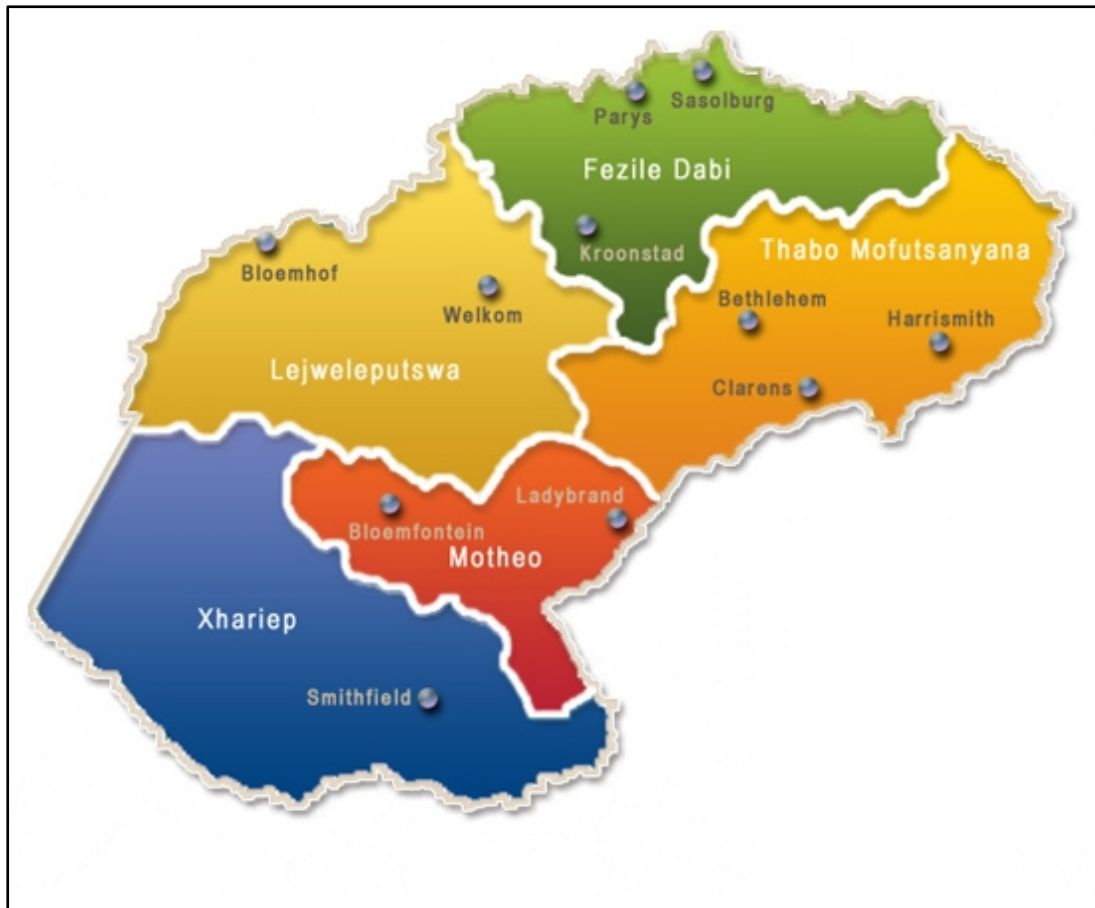 Sasolburg
Parys
Fezile Dabi
Kroonstad
Thabo Mofutsanyana
Bloemhof
Bethlehem
Welkom
Harrismith
Lejweleputswa
Clarens
Ladybrand
Bloemfontein
Motheo
Xhariep
Smithfield